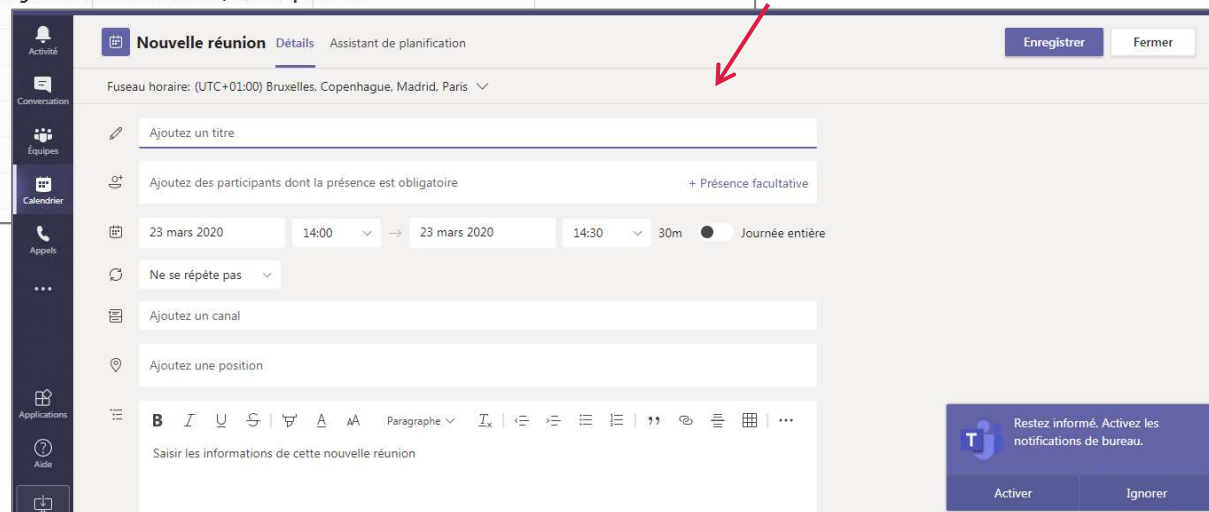 Activité
Conversation
Équipes
Calendrier
Appels
Applications
Aide
Nouvelle réunion Détails Assistant de planification
Enregistrer Fermer
Fuseau horaire: (UTC+01:00) Bruxelles, Copenhague, Madrid, Paris
Ajoutez un titre
Ajoutez des participants dont la présence est obligatoire + Présence facultative
23 mars 2020 14:00 → 23 mars 2020 14:30 30m Journée entière
Ne se répète pas
Ajoutez un canal
Ajoutez une position
B I U S A AA Paragraphe Tx
Saisir les informations de cette nouvelle réunion
Restez informé. Activez les
notifications de bureau.
Activer Ignorer